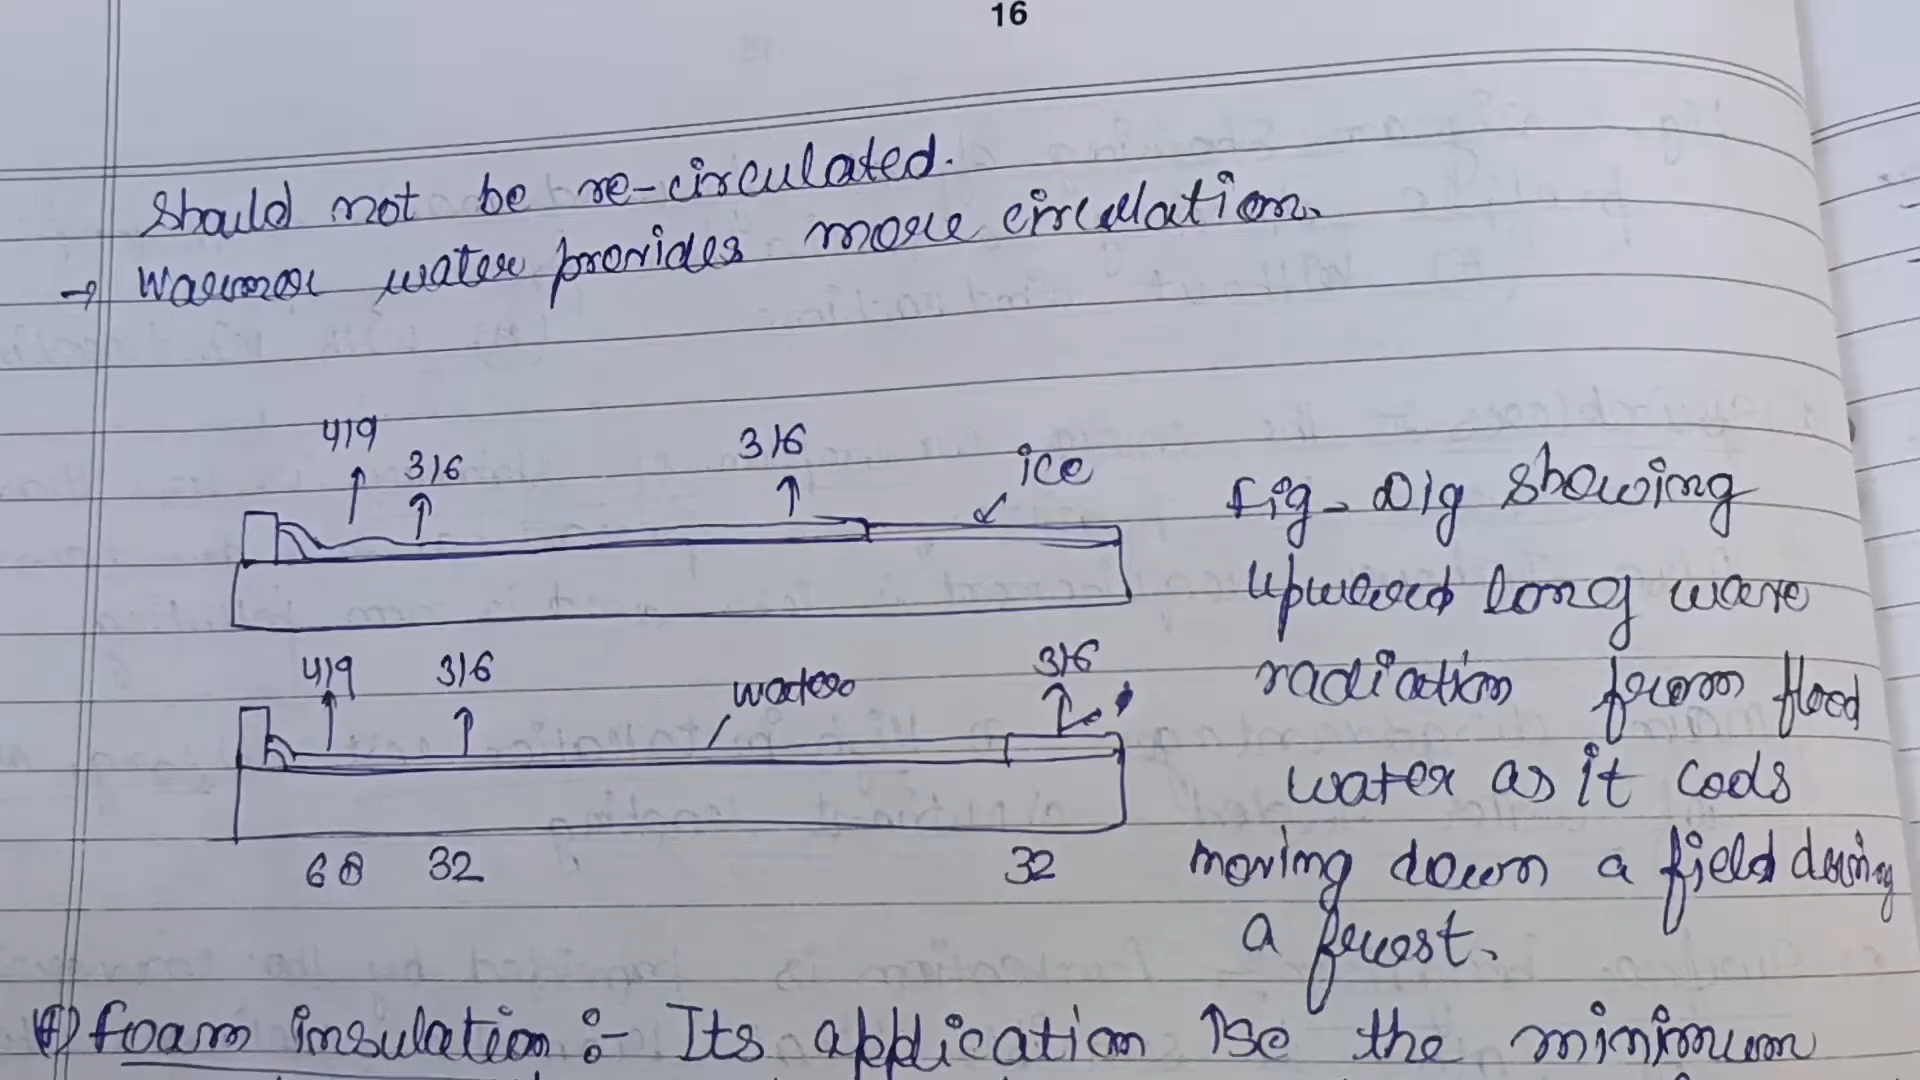 16
should not be re-circulated.
→ warmer water provides more circulation.
419
316
316
ice
fig- Dig showing
upward long wave
radiation from flood
water as it cools
moving down a field during
a frost.
419
316
water
316
60
32
32
foam insulation :- Its application ↑se the minimum